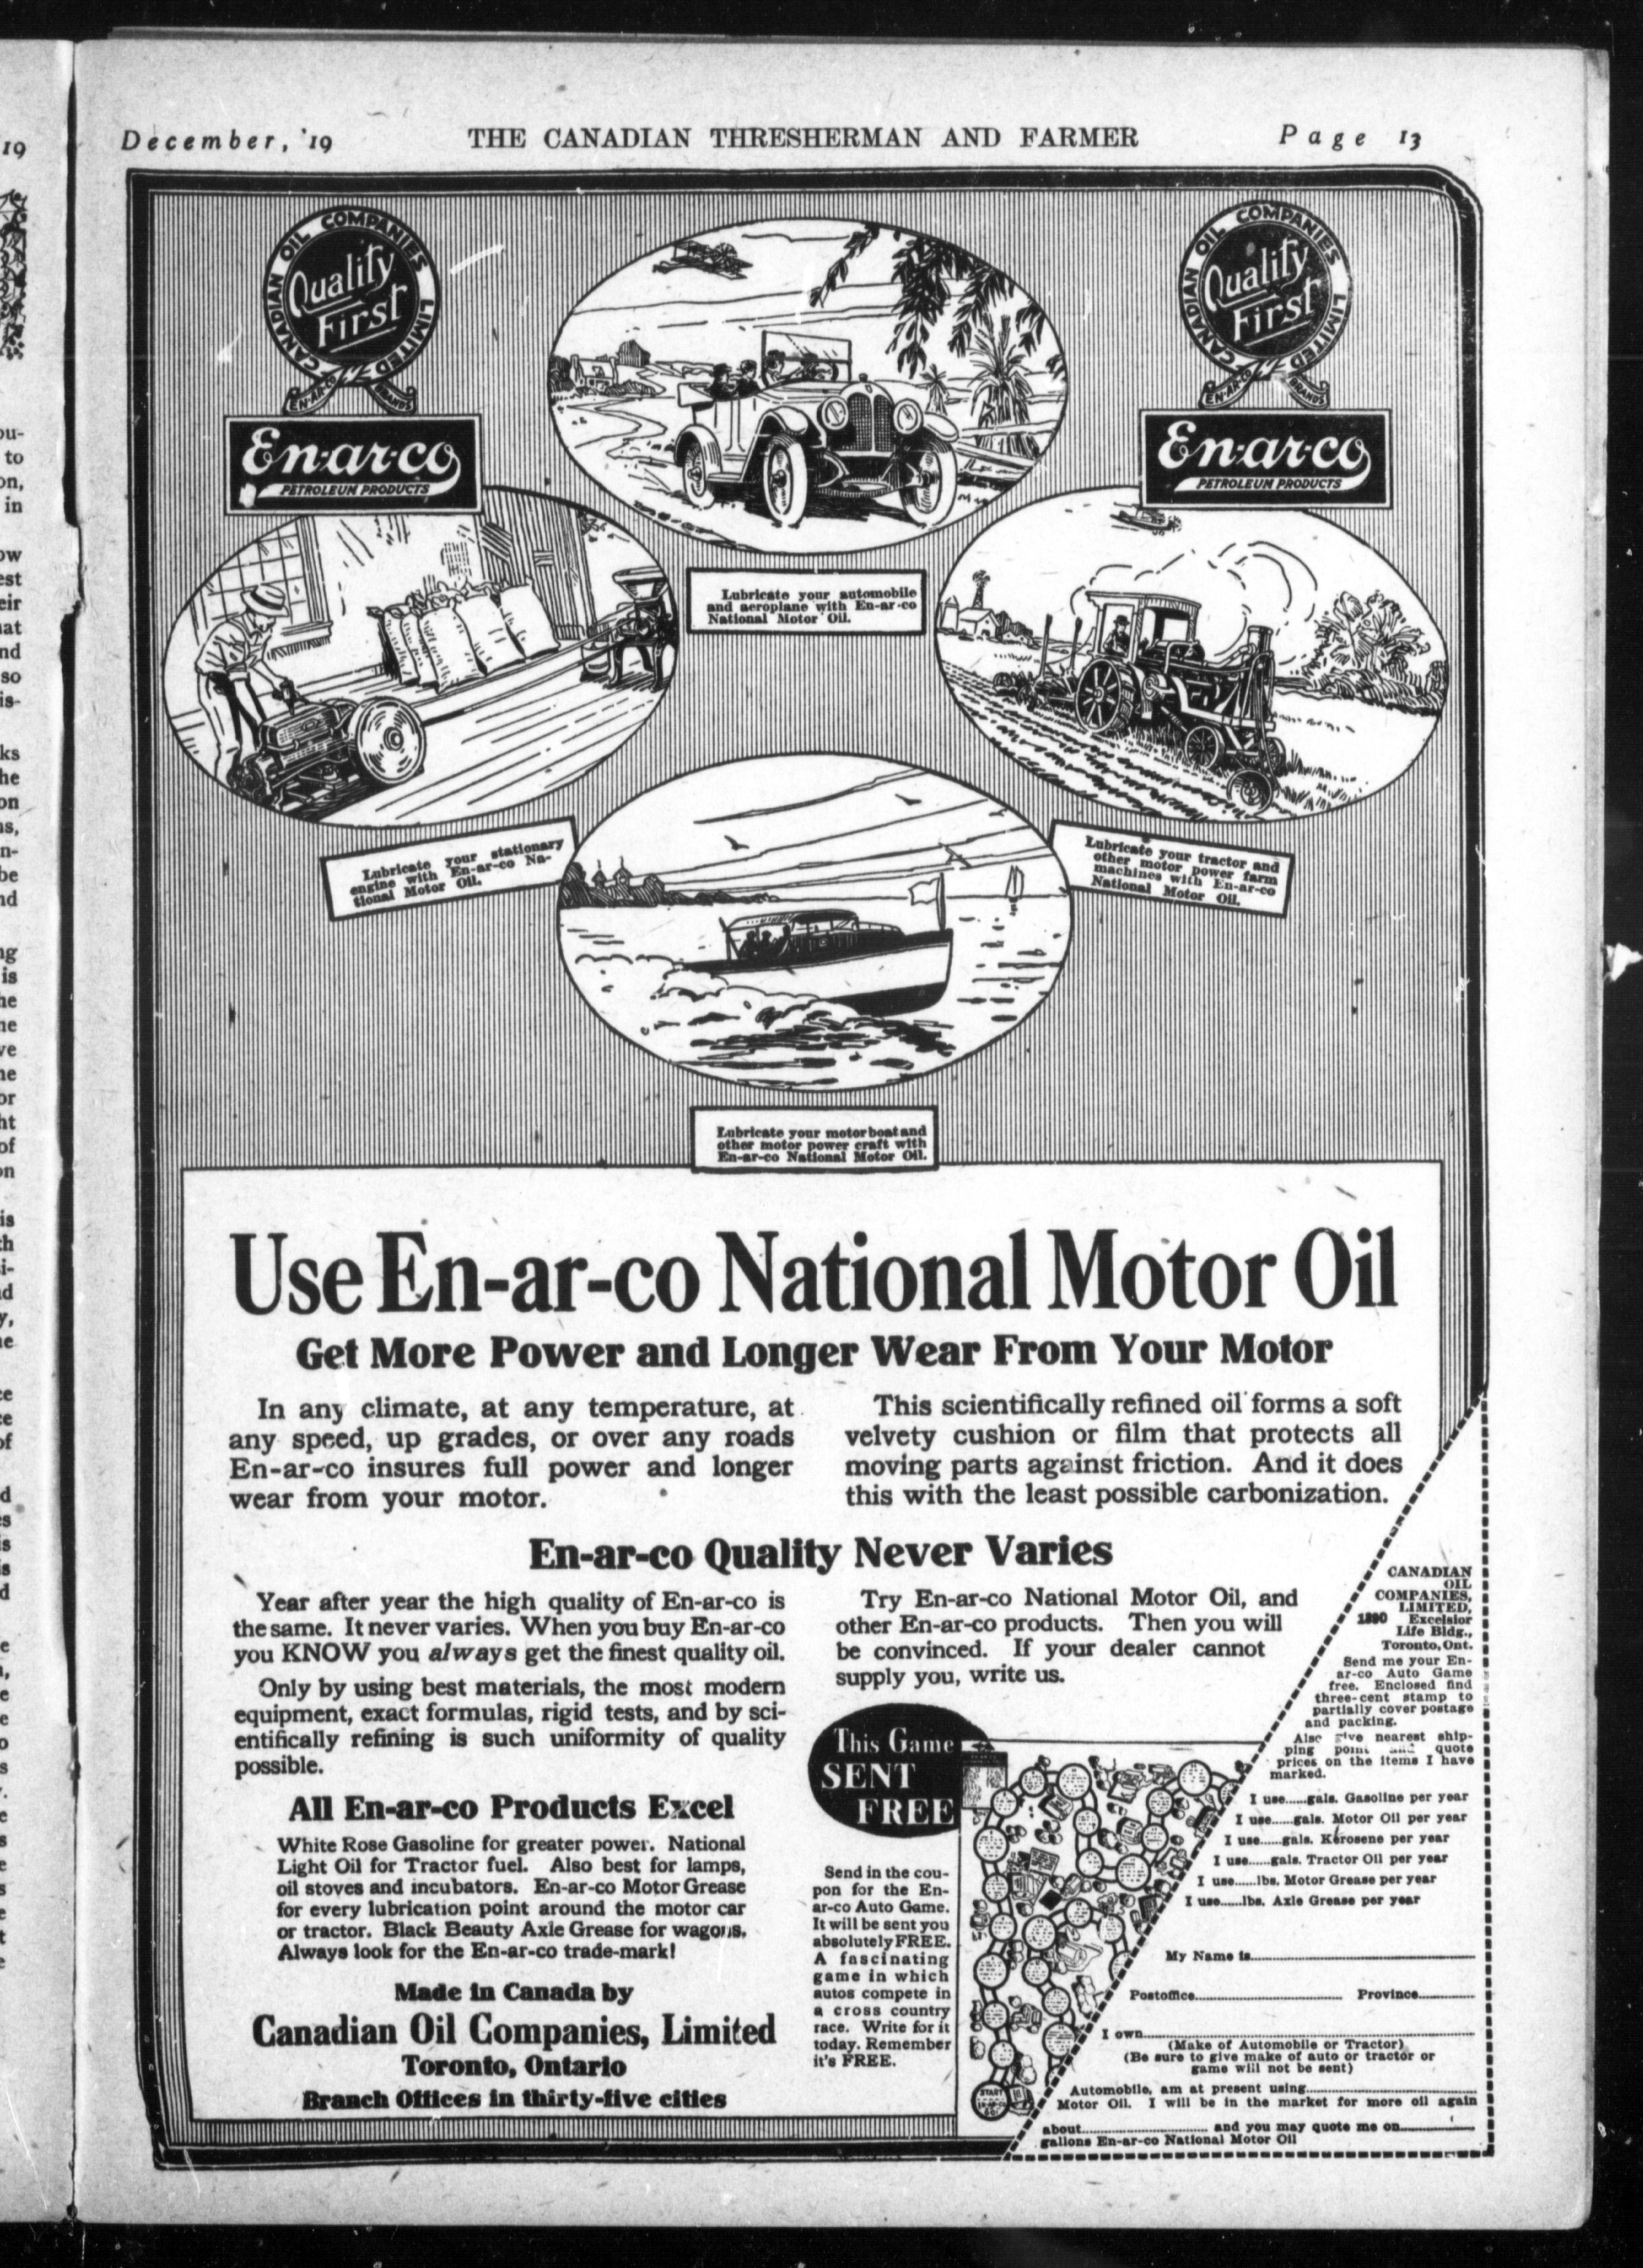 December, '19 THE CANADIAN THRESHERMAN AND FARMER Page 13
CANADIAN OIL COMPANIES LIMITED
Quality
First
EN-AR-CO BRANDS
En-ar-co
PETROLEUM PRODUCTS
CANADIAN OIL COMPANIES LIMITED
Quality
First
EN-AR-CO BRANDS
En-ar-co
PETROLEUM PRODUCTS
Lubricate your automobile
and aeroplane with En-ar-co
National Motor Oil.
Lubricate your stationary
engine with En-ar-co Na-
tional Motor Oil.
Lubricate your tractor and
other motor power farm
machines with En-ar-co
National Motor Oil.
Lubricate your motorboat and
other motor power craft with
En-ar-co National Motor Oil.
Use En-ar-co National Motor Oil
Get More Power and Longer Wear From Your Motor
In any climate, at any temperature, at
any speed, up grades, or over any roads
En-ar-co insures full power and longer
wear from your motor.
This scientifically refined oil forms a soft
velvety cushion or film that protects all
moving parts against friction. And it does
this with the least possible carbonization.
En-ar-co Quality Never Varies
Year after year the high quality of En-ar-co is
the same. It never varies. When you buy En-ar-co
you KNOW you always get the finest quality oil.
Only by using best materials, the most modern
equipment, exact formulas, rigid tests, and by sci-
entifically refining is such uniformity of quality
possible.
All En-ar-co Products Excel
White Rose Gasoline for greater power. National
Light Oil for Tractor fuel. Also best for lamps,
oil stoves and incubators. En-ar-co Motor Grease
for every lubrication point around the motor car
or tractor. Black Beauty Axle Grease for wagons.
Always look for the En-ar-co trade-mark!
Made in Canada by
Canadian Oil Companies, Limited
Toronto, Ontario
Branch Offices in thirty-five cities
Try En-ar-co National Motor Oil, and
other En-ar-co products. Then you will
be convinced. If your dealer cannot
supply you, write us.
This Game
SENT
FREE
Send in the cou-
pon for the En-
ar-co Auto Game.
It will be sent you
absolutely FREE.
A fascinating
game in which
autos compete in
a cross country
race. Write for it
today. Remember
it's FREE.
START
CANADIAN
OIL
COMPANIES,
LIMITED,
1390 Excelsior
Life Bldg.,
Toronto, Ont.
Send me your En-
ar-co Auto Game
free. Enclosed find
three-cent stamp to
partially cover postage
and packing.
Also give nearest ship-
ping point and quote
prices on the items I have
marked.
I use......gals. Gasoline per year
I use......gals. Motor Oil per year
I use......gals. Kerosene per year
I use......gals. Tractor Oil per year
I use......lbs. Motor Grease per year
I use......lbs. Axle Grease per year
My Name is..........
Postoffice.......... Province..........
I own..........
(Make of Automobile or Tractor)
(Be sure to give make of auto or tractor or
game will not be sent)
Automobile, am at present using..........
Motor Oil. I will be in the market for more oil again
about.......... and you may quote me on..........
gallons En-ar-co National Motor Oil